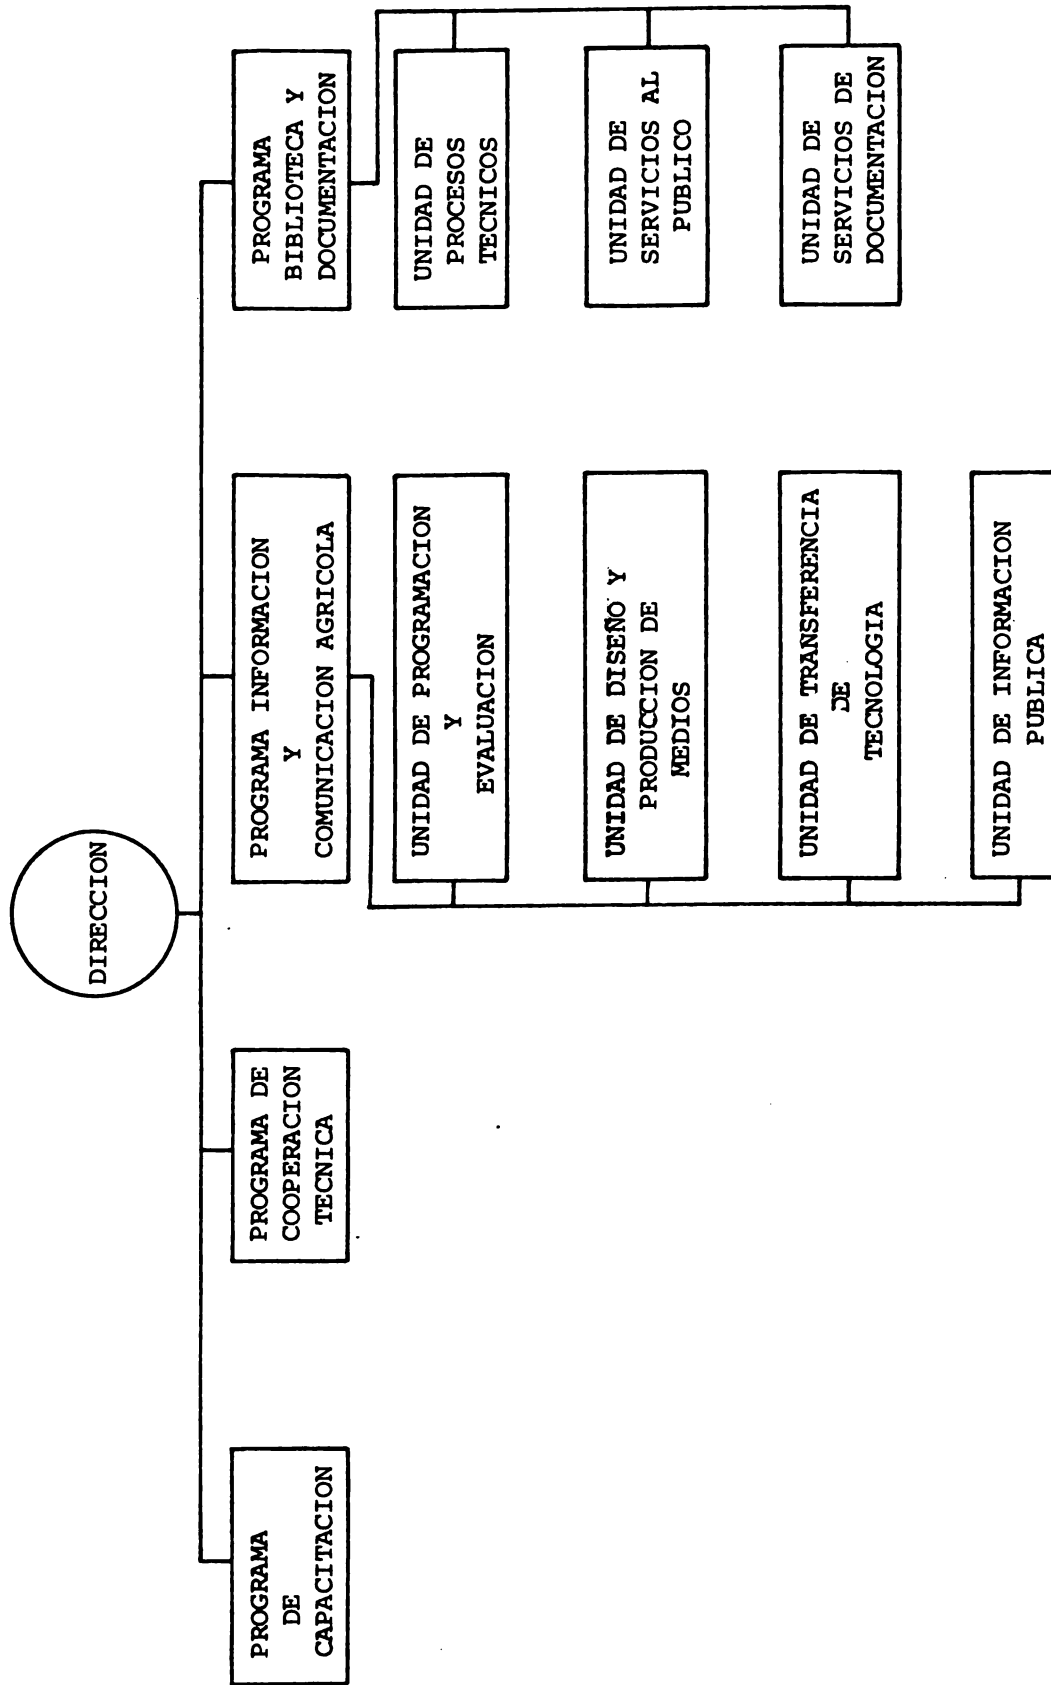 DIRECCION
PROGRAMA
DE
CAPACITACION
PROGRAMA DE
COOPERACION
TECNICA
PROGRAMA INFORMACION
Y
COMUNICACION AGRICOLA
UNIDAD DE PROGRAMACION
Y
EVALUACION
UNIDAD DE DISEÑO Y
PRODUCCION DE
MEDIOS
UNIDAD DE TRANSFERENCIA
DE
TECNOLOGIA
UNIDAD DE INFORMACION
PUBLICA
PROGRAMA
BIBLIOTECA Y
DOCUMENTACION
UNIDAD DE
PROCESOS
TECNICOS
UNIDAD DE
SERVICIOS AL
PUBLICO
UNIDAD DE
SERVICIOS DE
DOCUMENTACION